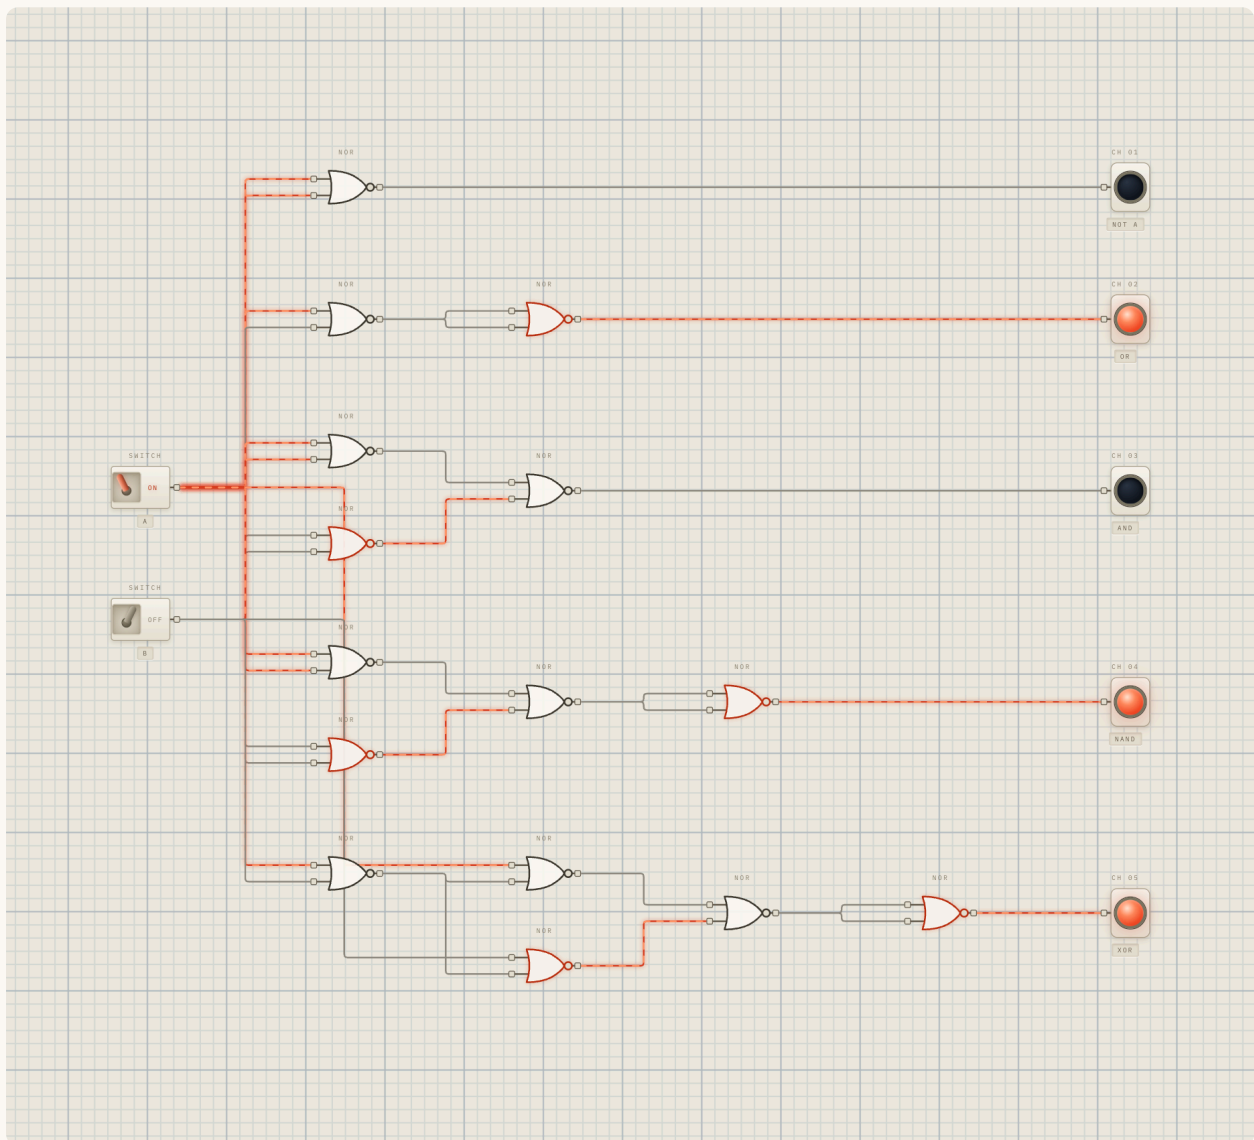 NOR
CH 01
NOT A
NOR
NOR
CH 02
OR
NOR
SWITCH
NOR
CH 03
ON
NOR
A
AND
SWITCH
OFF
NOR
B
NOR
NOR
CH 04
NOR
NAND
NOR
NOR
NOR
NOR
CH 05
NOR
XOR